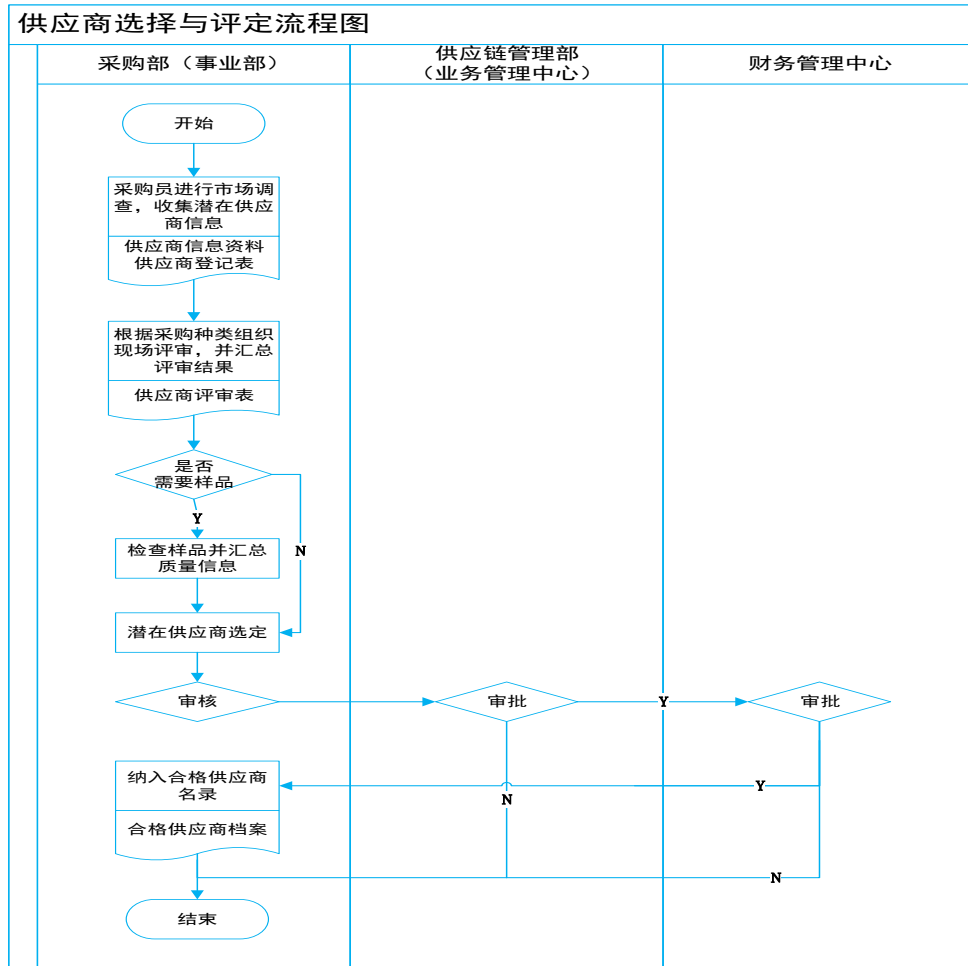 供应商选择与评定流程图
采购部（事业部）
供应链管理部
（业务管理中心）
财务管理中心
开始
采购员进行市场调
查，收集潜在供应
商信息
供应商信息资料
供应商登记表
根据采购种类组织
现场评审，并汇总
评审结果
供应商评审表
是否
需要样品
Y
N
检查样品并汇总
质量信息
潜在供应商选定
审核
审批
Y
审批
纳入合格供应商
名录
Y
N
合格供应商档案
N
结束